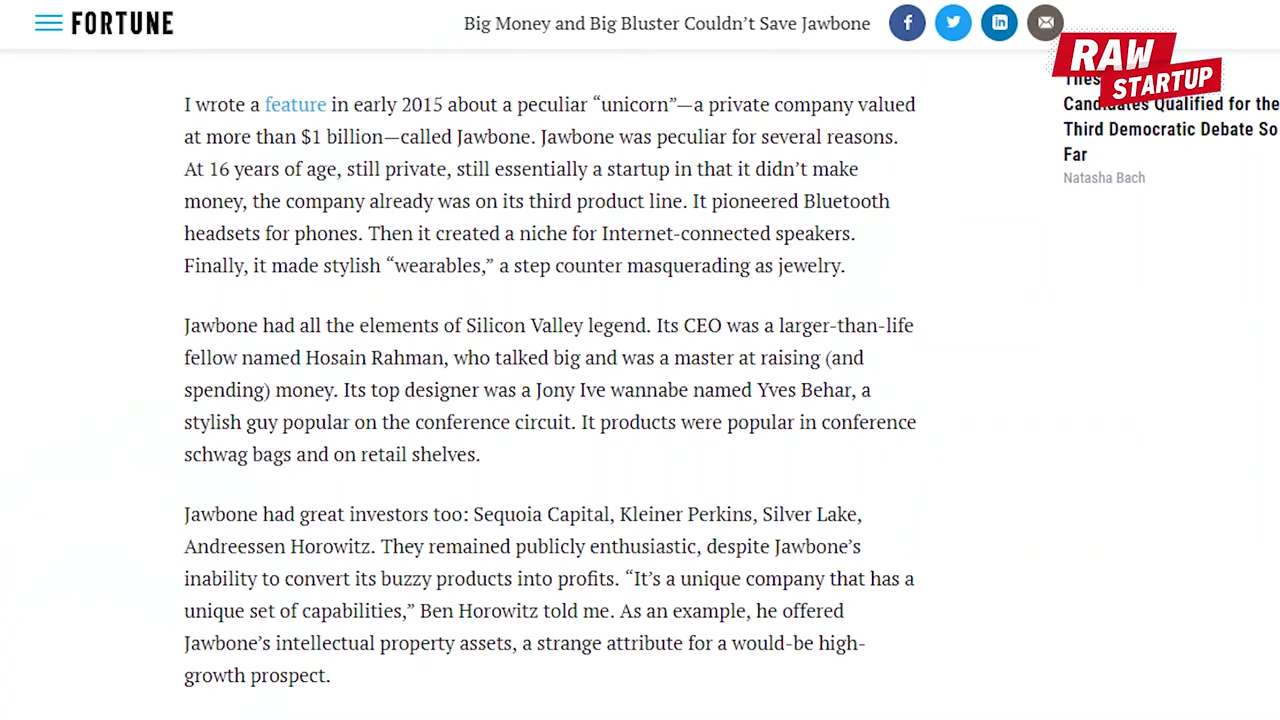 FORTUNE
Big Money and Big Bluster Couldn’t Save Jawbone
RAW
STARTUP
I wrote a feature in early 2015 about a peculiar “unicorn”—a private company valued
at more than $1 billion—called Jawbone. Jawbone was peculiar for several reasons.
At 16 years of age, still private, still essentially a startup in that it didn’t make
money, the company already was on its third product line. It pioneered Bluetooth
headsets for phones. Then it created a niche for Internet-connected speakers.
Finally, it made stylish “wearables,” a step counter masquerading as jewelry.
Jawbone had all the elements of Silicon Valley legend. Its CEO was a larger-than-life
fellow named Hosain Rahman, who talked big and was a master at raising (and
spending) money. Its top designer was a Jony Ive wannabe named Yves Behar, a
stylish guy popular on the conference circuit. It products were popular in conference
schwag bags and on retail shelves.
Jawbone had great investors too: Sequoia Capital, Kleiner Perkins, Silver Lake,
Andreessen Horowitz. They remained publicly enthusiastic, despite Jawbone’s
inability to convert its buzzy products into profits. “It’s a unique company that has a
unique set of capabilities,” Ben Horowitz told me. As an example, he offered
Jawbone’s intellectual property assets, a strange attribute for a would-be high-
growth prospect.
Qualified for the
Third Democratic Debate So
Far
Natasha Bach